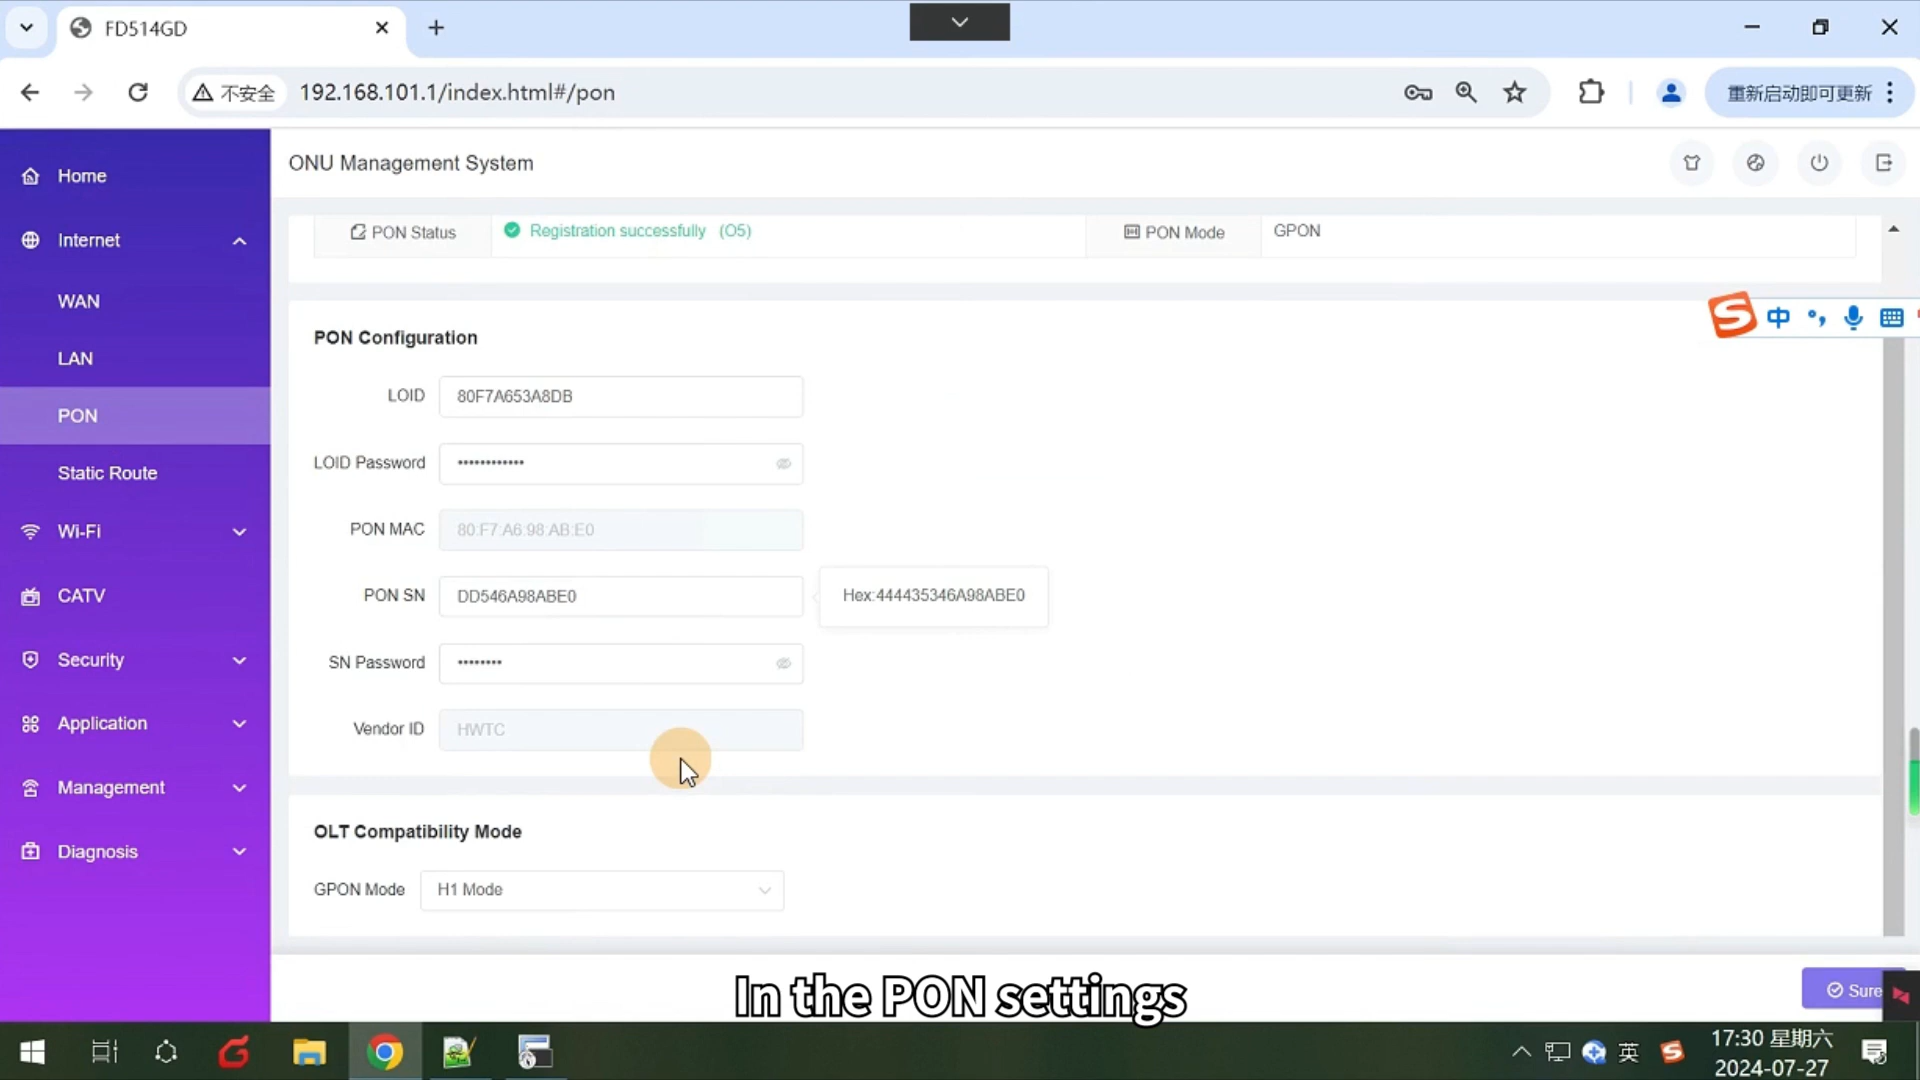 FD514GD
不安全
192.168.101.1/index.html#/pon
重新启动即可更新
Home
Internet
WAN
LAN
PON
Static Route
Wi-Fi
CATV
Security
Application
Management
Diagnosis
ONU Management System
PON Status
Registration successfully (O5)
PON Mode
GPON
PON Configuration
LOID
80F7A653A8DB
LOID Password
••••••••••••
PON MAC
80:F7:A6:98:AB:E0
PON SN
DD546A98ABE0
Hex:444435346A98ABE0
SN Password
••••••••
Vendor ID
HWTC
OLT Compatibility Mode
GPON Mode
H1 Mode
Sure
S 中
In the PON settings
英
S
17:30 星期六
2024-07-27